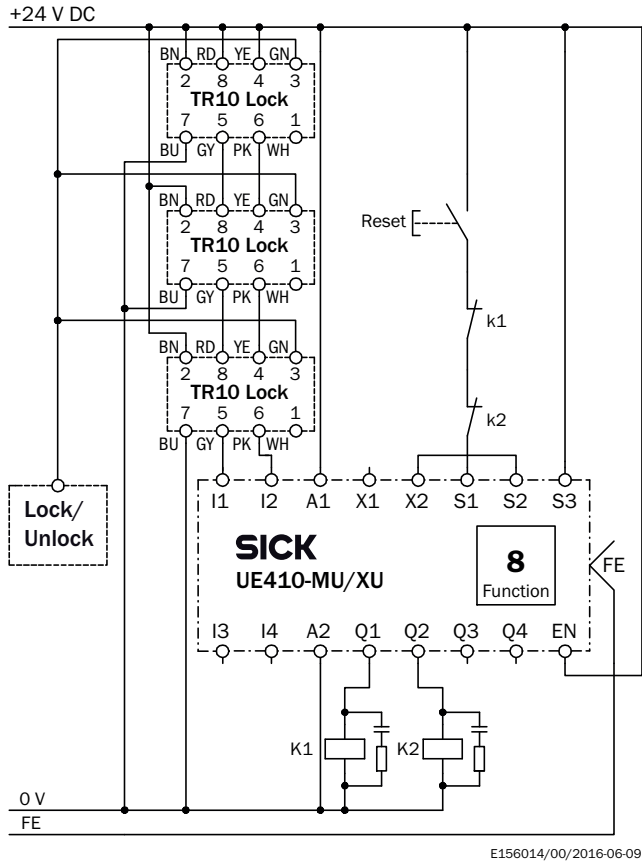 +24 V DC
BN RD YE GN
2 8 4 3
TR10 Lock
7 5 6 1
BU GY PK WH
BN RD YE GN
2 8 4 3
TR10 Lock
7 5 6 1
BU GY PK WH
Reset
k1
BN RD YE GN
2 8 4 3
TR10 Lock
7 5 6 1
BU GY PK WH
k2
I1 I2 A1 X1 X2 S1 S2 S3
Lock/
Unlock
SICK
UE410-MU/XU
8
Function
FE
I3 I4 A2 Q1 Q2 Q3 Q4 EN
K1 K2
0 V
FE
E156014/00/2016-06-09